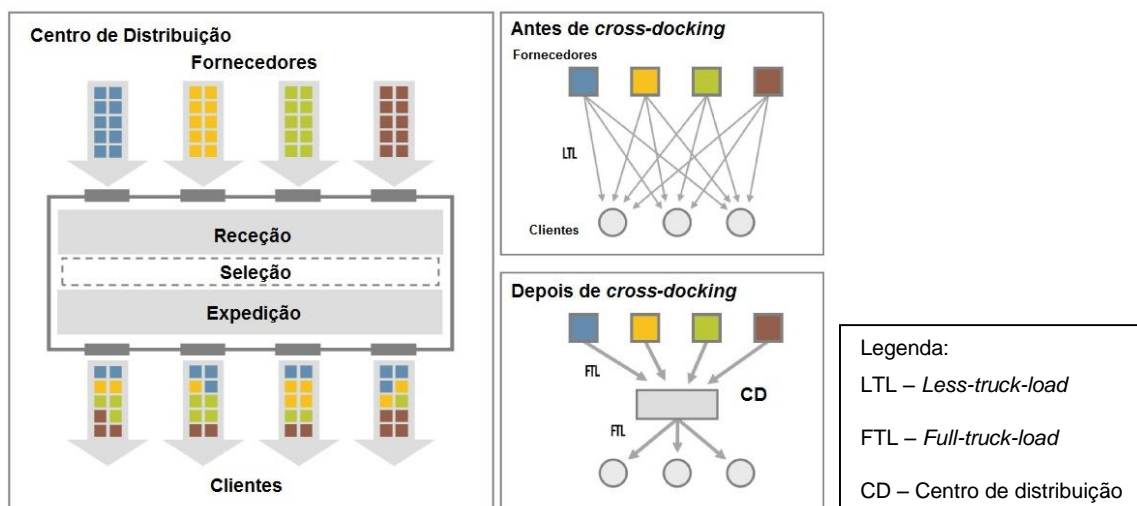 Centro de Distribuição
Fornecedores
Receção
Seleção
Expedição
Clientes
Antes de cross-docking
Fornecedores
LTL
Clientes
Depois de cross-docking
FTL
CD
FTL
Legenda:
LTL – Less-truck-load
FTL – Full-truck-load
CD – Centro de distribuição